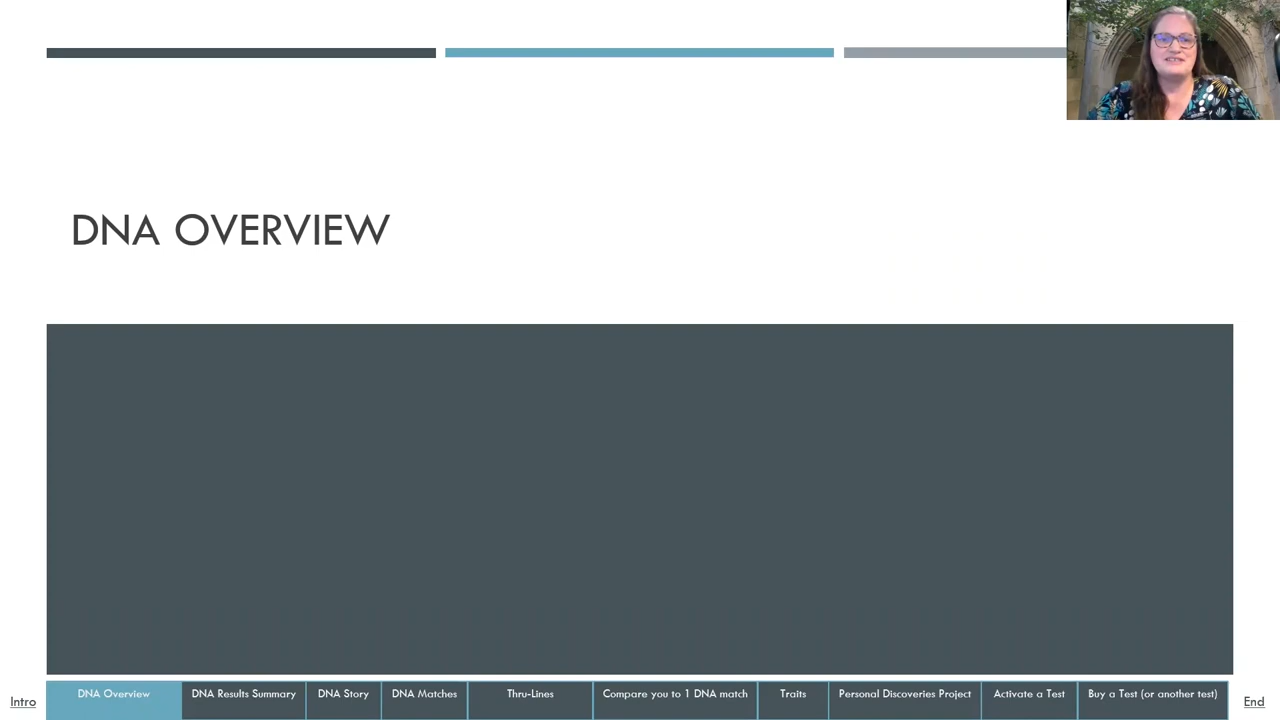 DNA OVERVIEW
Intro
DNA Overview
DNA Results Summary
DNA Story
DNA Matches
Thru-Lines
Compare you to 1 DNA match
Traits
Personal Discoveries Project
Activate a Test
Buy a Test (or another test)
End